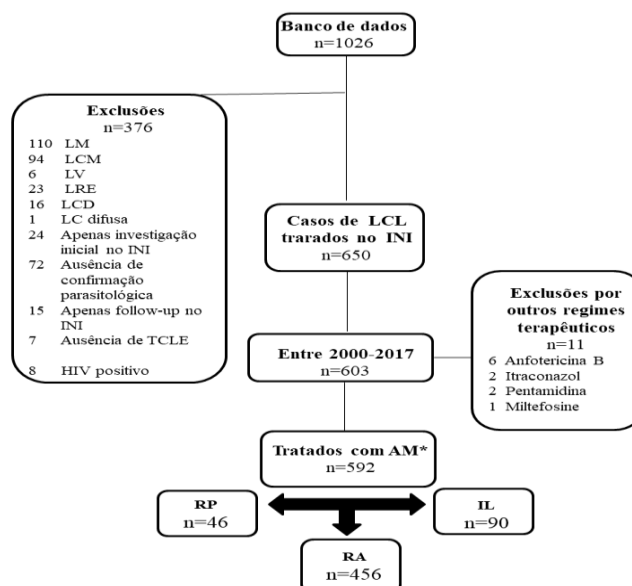 Banco de dados
n=1026
Exclusões
n=376
110 LM
94 LCM
6 LV
23 LRE
16 LCD
1 LC difusa
24 Apenas investigação
inicial no INI
72 Ausência de
confirmação
parasitológica
15 Apenas follow-up no
INI
7 Ausência de TCLE
8 HIV positivo
Casos de LCL
trarados no INI
n=650
Exclusões por
outros regimes
terapêuticos
n=11
6 Anfotericina B
2 Itraconazol
2 Pentamidina
1 Miltefosine
Entre 2000-2017
n=603
Tratados com AM*
n=592
RP
n=46
IL
n=90
RA
n=456